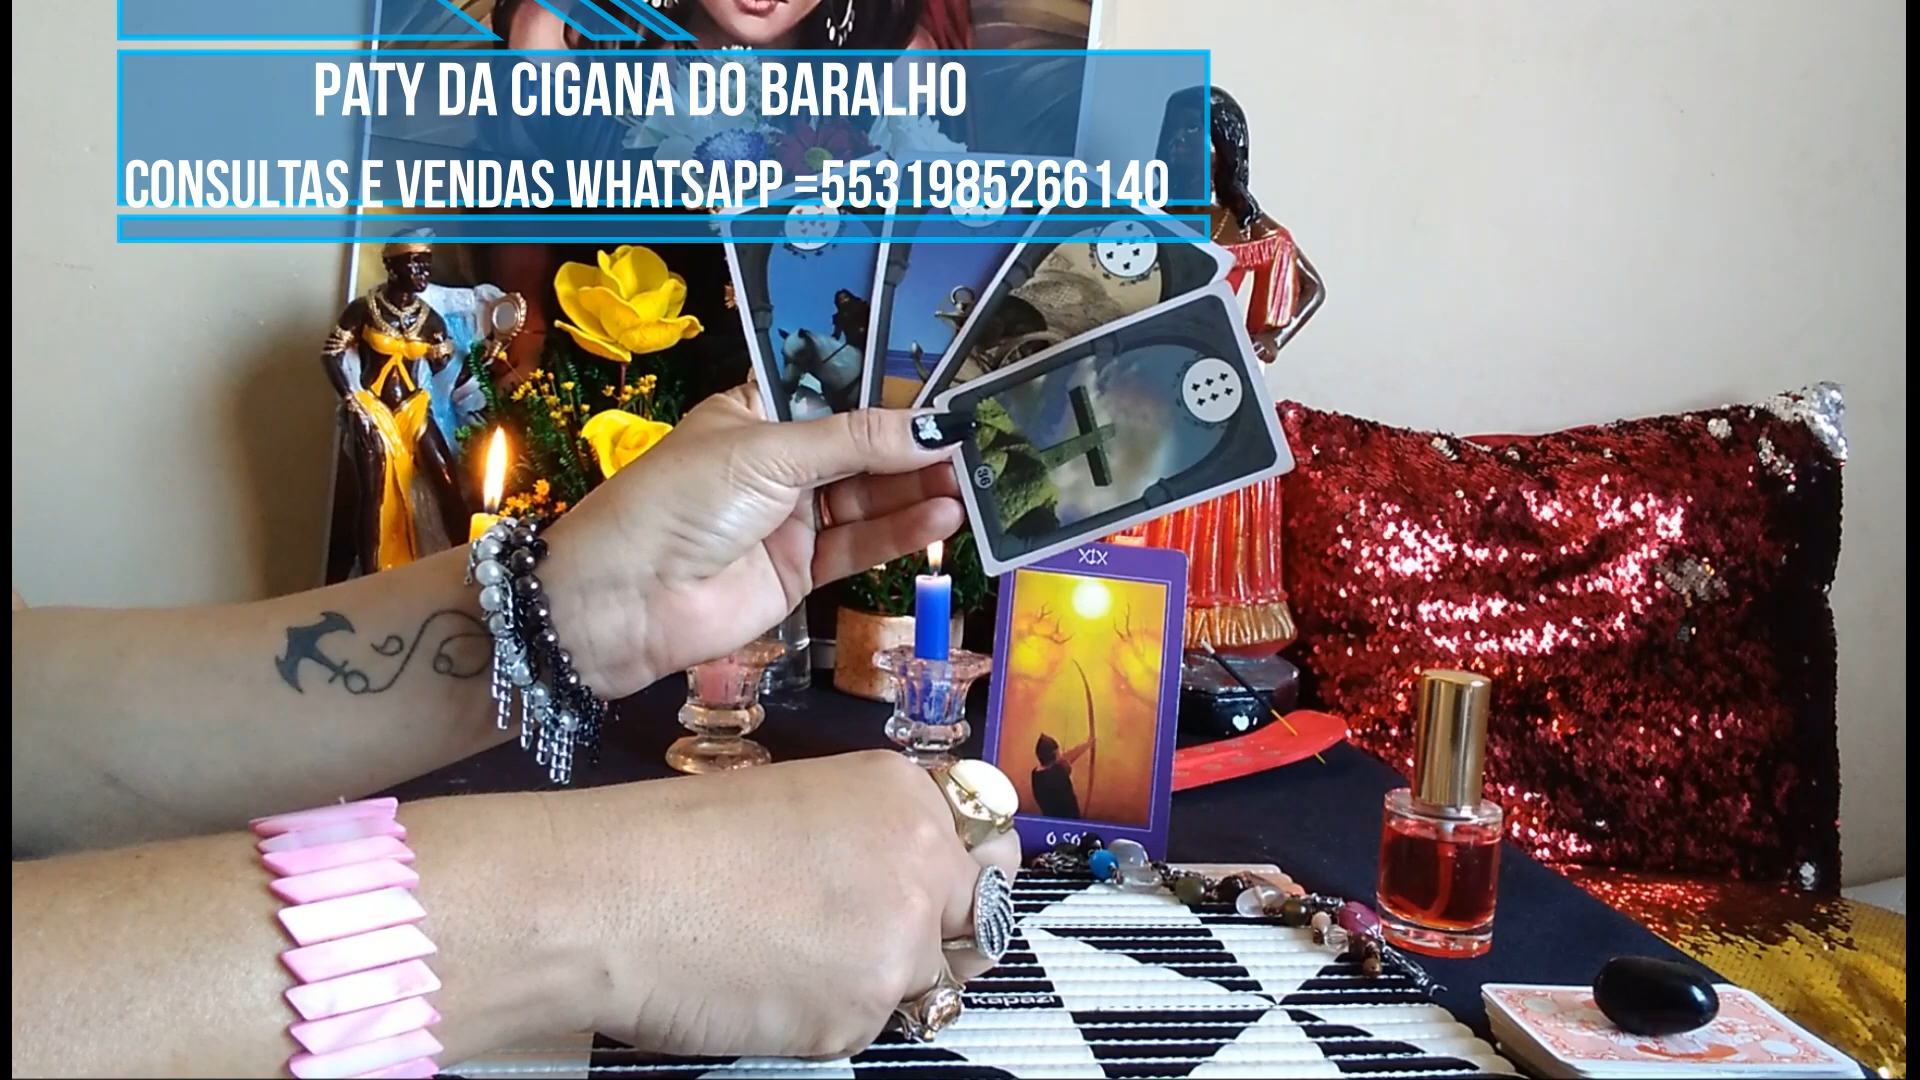 PATY DA CIGANA DO BARALHO
CONSULTAS E VENDAS WHATSAPP =5531985266140
36
XIX
O SOL
kapazi